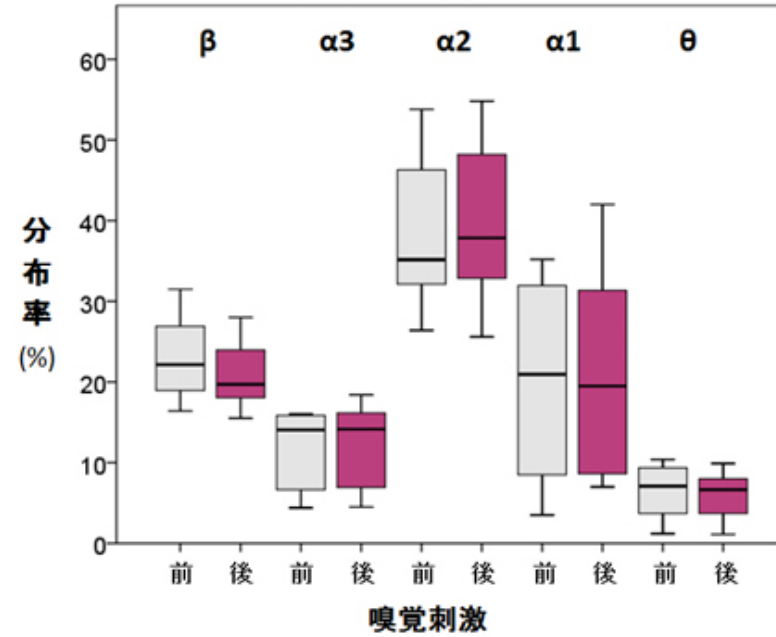 β α3 α2 α1 θ
60
50
40
30
20
10
0
分布率
(%)
前 後 前 後 前 後 前 後 前 後
嗅覚刺激